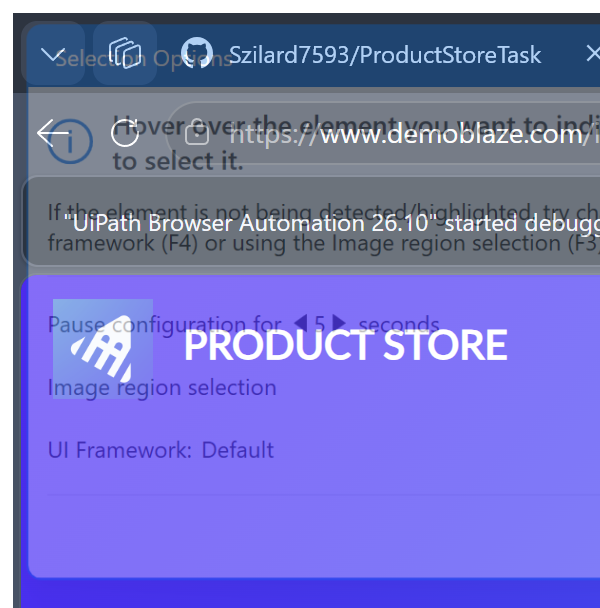 Selection Options
Szilard7593/ProductStoreTask
Hover over the element you want to indi
to select it.
https://www.demoblaze.com/i
If the element is not being detected/highlighted, try ch
framework (F4) or using the Image region selection (F3)
"UiPath Browser Automation 26.10" started debugg
Pause configuration for 5 seconds
PRODUCT STORE
Image region selection
UI Framework: Default